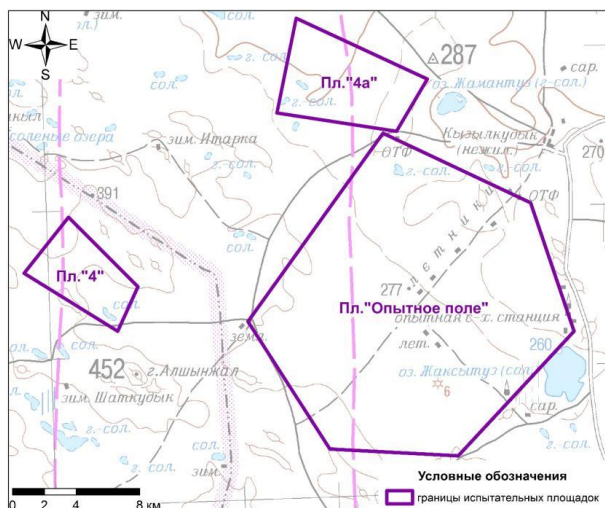 N
W E
S
Пл."4а"
287
сар.
г-сол.
оз. Жамантуз (г-сол.)
сол.
соленые озера
зим. Итарка
г.-сол.
Кызылкудык
(нежил.)
270
ОТФ
391
г.-сол.
ОТФ
сол.
Пл."4"
летники
277
Пл."Опытное поле"
сол.
земл.
опытная с.-х. станция
452
г. Алшынжал
лет.
260
оз. Жаксытуз (сол.)
6
зим. Шаткудык
сар.
г.-сол.
г.-сол.
сол.
зим.
г.-сол.
Условные обозначения
границы испытательных площадок
0 2 4 8 км